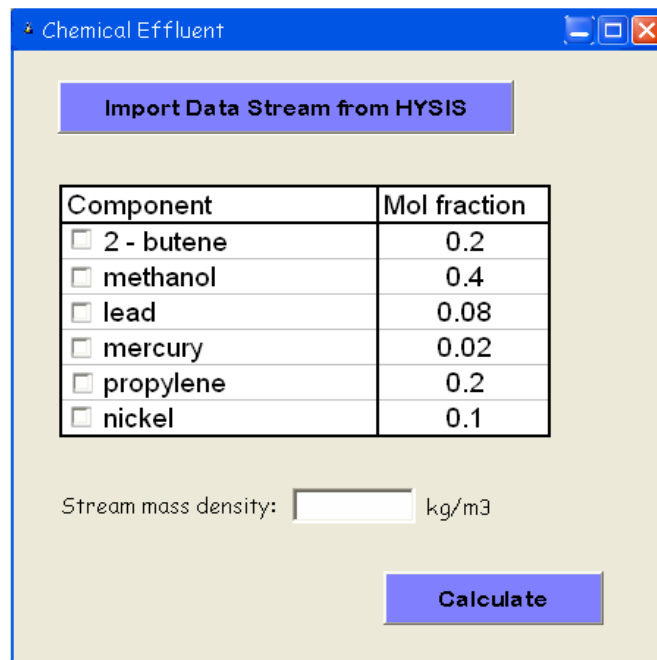 Chemical Effluent
Import Data Stream from HYSIS
Component Mol fraction
2 - butene 0.2
methanol 0.4
lead 0.08
mercury 0.02
propylene 0.2
nickel 0.1
Stream mass density: kg/m3
Calculate